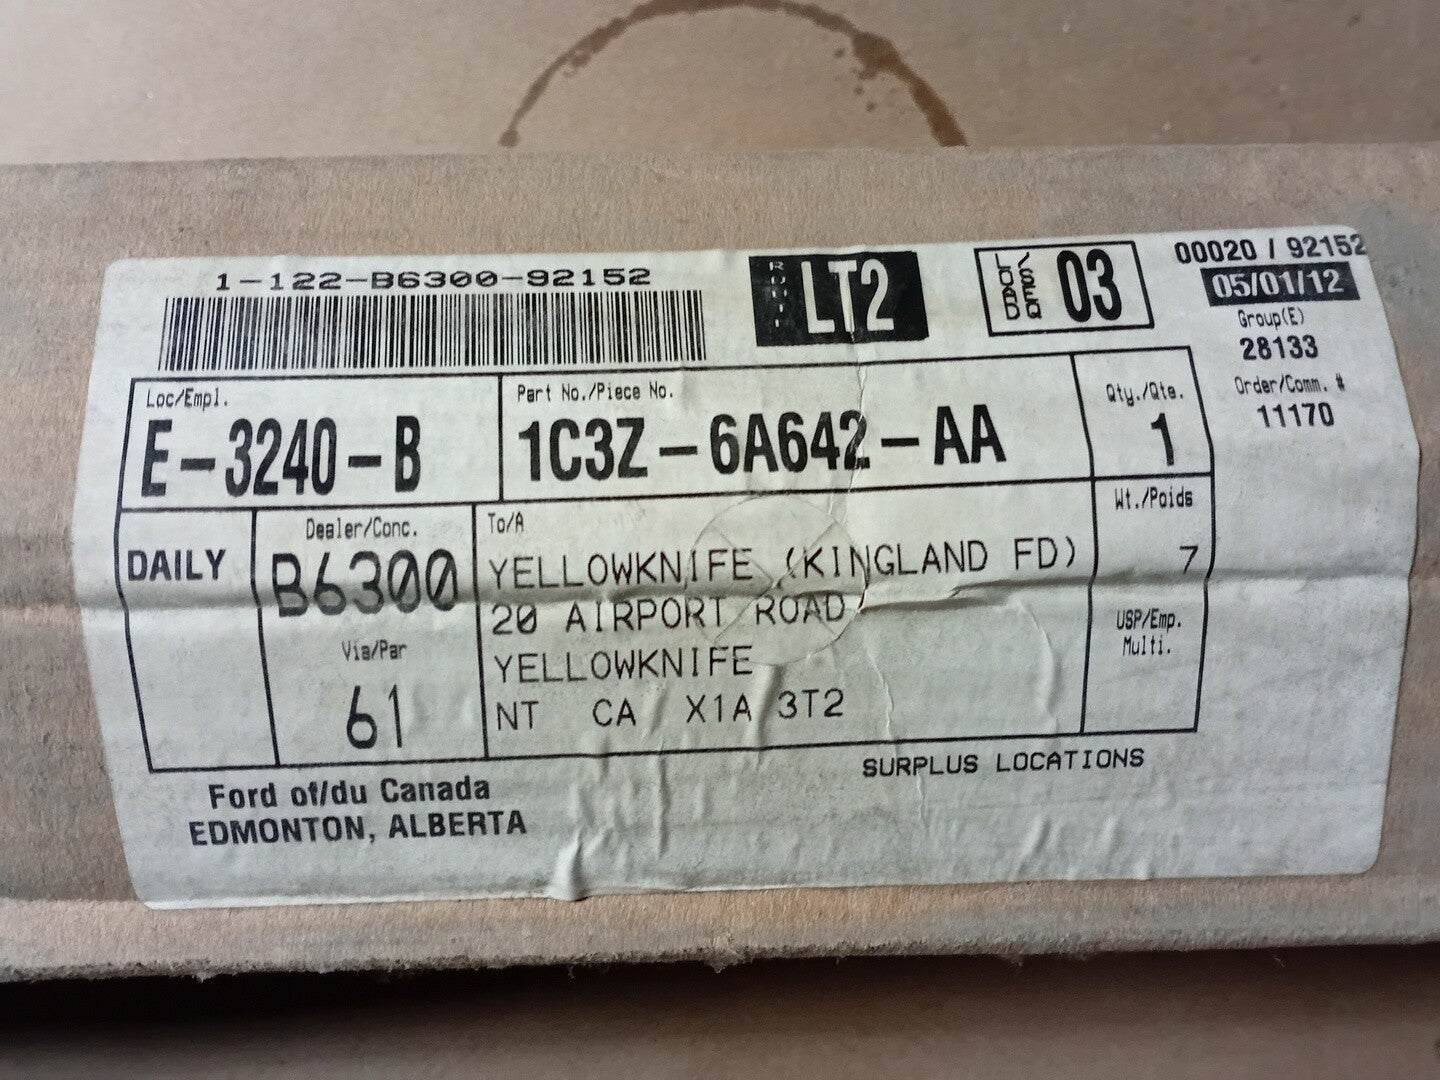 1-122-B6300-92152
ROUTE LT2
LOAD /SEQ 03
00020 / 92152
05/01/12
Group(E)
28133
Order/Comm. #
11170
Loc/Empl.
E-3240-B
Part No./Piece No.
1C3Z-6A642-AA
Qty./Qte.
1
DAILY
Dealer/Conc.
B6300
Via/Par
61
To/A
YELLOWKNIFE (KINGLAND FD)
20 AIRPORT ROAD
YELLOWKNIFE
NT CA X1A 3T2
Wt./Poids
7
USP/Emp.
Multi.
SURPLUS LOCATIONS
Ford of/du Canada
EDMONTON, ALBERTA